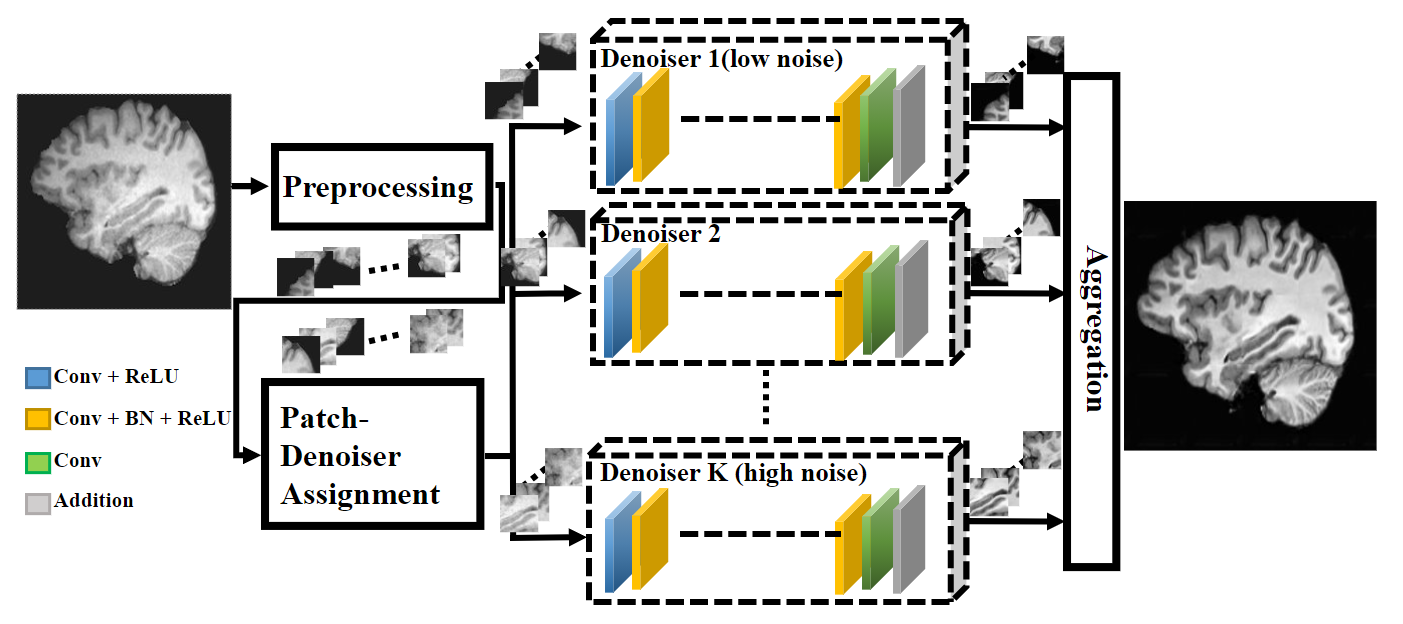 Denoiser 1(low noise)
Preprocessing
Denoiser 2
Aggregation
Conv + ReLU
Conv + BN + ReLU
Conv
Addition
Patch-
Denoiser
Assignment
Denoiser K (high noise)